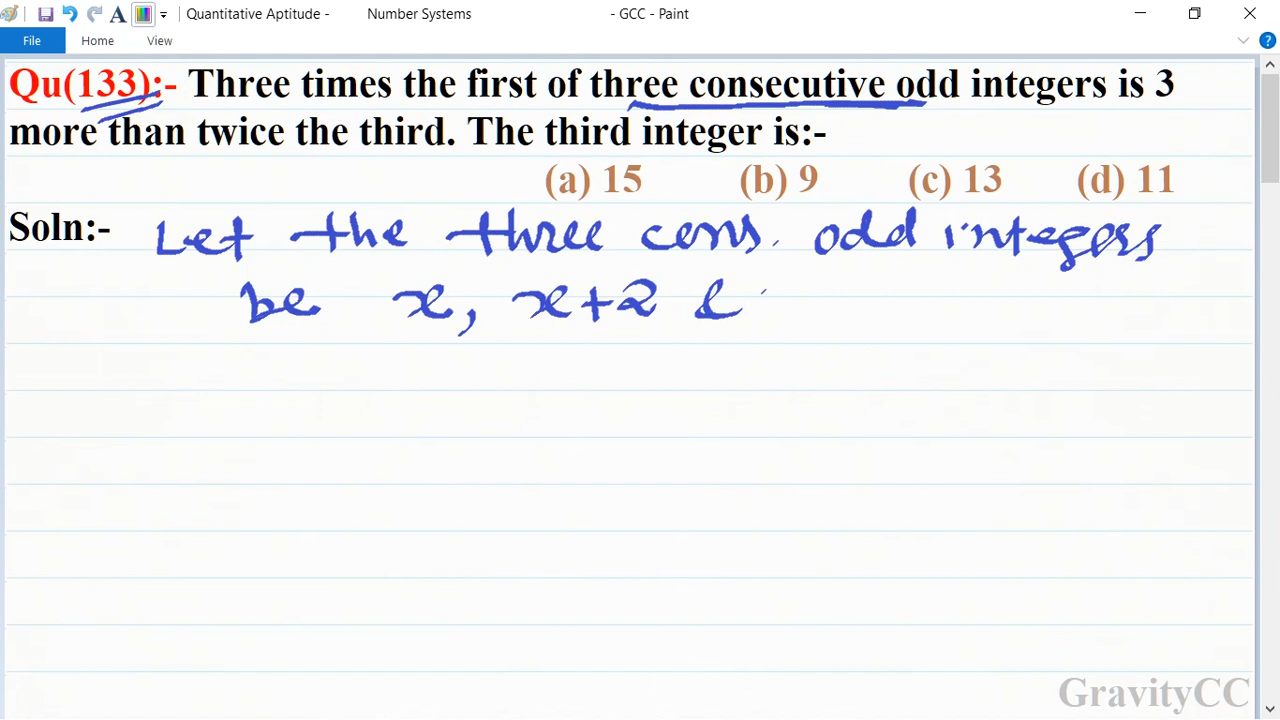 Quantitative Aptitude - Number Systems - GCC - Paint
File Home View
Qu(133):- Three times the first of three consecutive odd integers is 3
more than twice the third. The third integer is:-
(a) 15 (b) 9 (c) 13 (d) 11
Soln:- Let the three cons. odd integers
be x, x+2 &
GravityCC